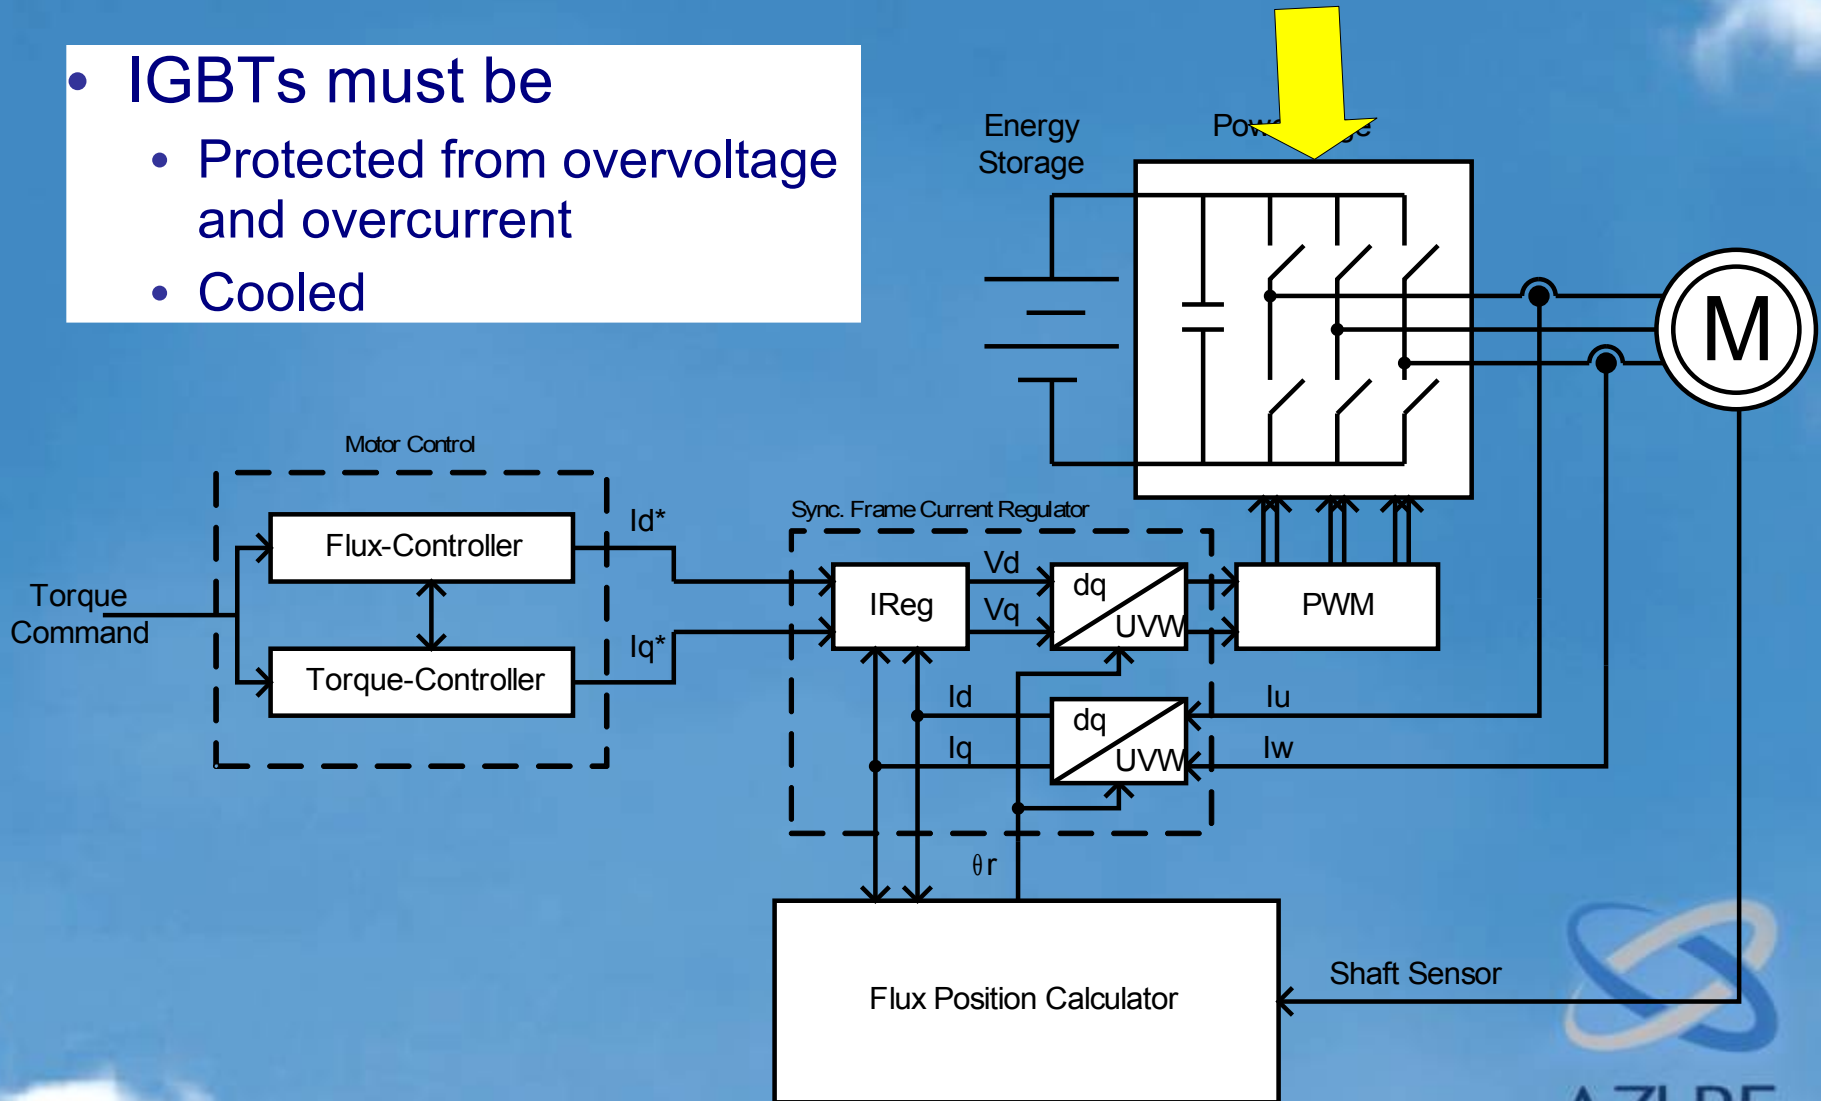 • IGBTs must be
• Protected from overvoltage
and overcurrent
• Cooled
Energy
Storage
M
Motor Control
Flux-Controller
Torque-Controller
Torque
Command
Id*
Iq*
Sync. Frame Current Regulator
IReg
Vd
Vq
dq
UVW
PWM
Id
Iq
dq
UVW
Iu
Iw
θr
Flux Position Calculator
Shaft Sensor